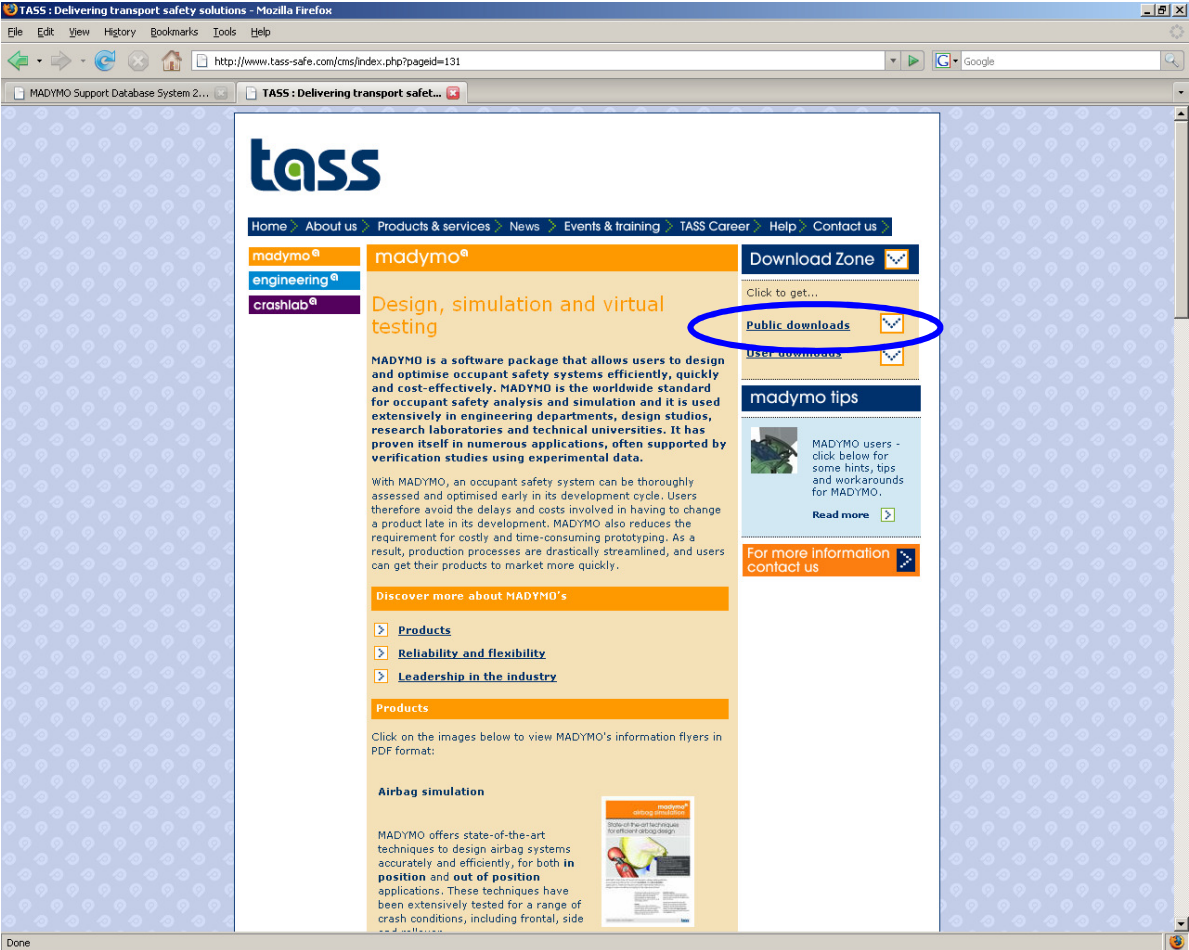 TASS : Delivering transport safety solutions - Mozilla Firefox
File Edit View History Bookmarks Tools Help
http://www.tass-safe.com/cms/index.php?pageid=131
G Google
MADYMO Support Database System 2...
TASS : Delivering transport safet...
tass
Home About us Products & services News Events & training TASS Career Help Contact us
madymo
engineering
crashlab
madymo
Design, simulation and virtual
testing
MADYMO is a software package that allows users to design
and optimise occupant safety systems efficiently, quickly
and cost-effectively. MADYMO is the worldwide standard
for occupant safety analysis and simulation and it is used
extensively in engineering departments, design studios,
research laboratories and technical universities. It has
proven itself in numerous applications, often supported by
verification studies using experimental data.
With MADYMO, an occupant safety system can be thoroughly
assessed and optimised early in its development cycle. Users
therefore avoid the delays and costs involved in having to change
a product late in its development. MADYMO also reduces the
requirement for costly and time-consuming prototyping. As a
result, production processes are drastically streamlined, and users
can get their products to market more quickly.
Discover more about MADYMO's
Products
Reliability and flexibility
Leadership in the industry
Products
Click on the images below to view MADYMO's information flyers in
PDF format:
Airbag simulation
MADYMO offers state-of-the-art
techniques to design airbag systems
accurately and efficiently, for both in
position and out of position
applications. These techniques have
been extensively tested for a range of
crash conditions, including frontal, side
and rollover
madymo
airbag simulation
State-of-the-art techniques
for efficient airbag design
tass
Download Zone
Click to get...
Public downloads
User downloads
madymo tips
MADYMO users -
click below for
some hints, tips
and workarounds
for MADYMO.
Read more
For more information
contact us
Done